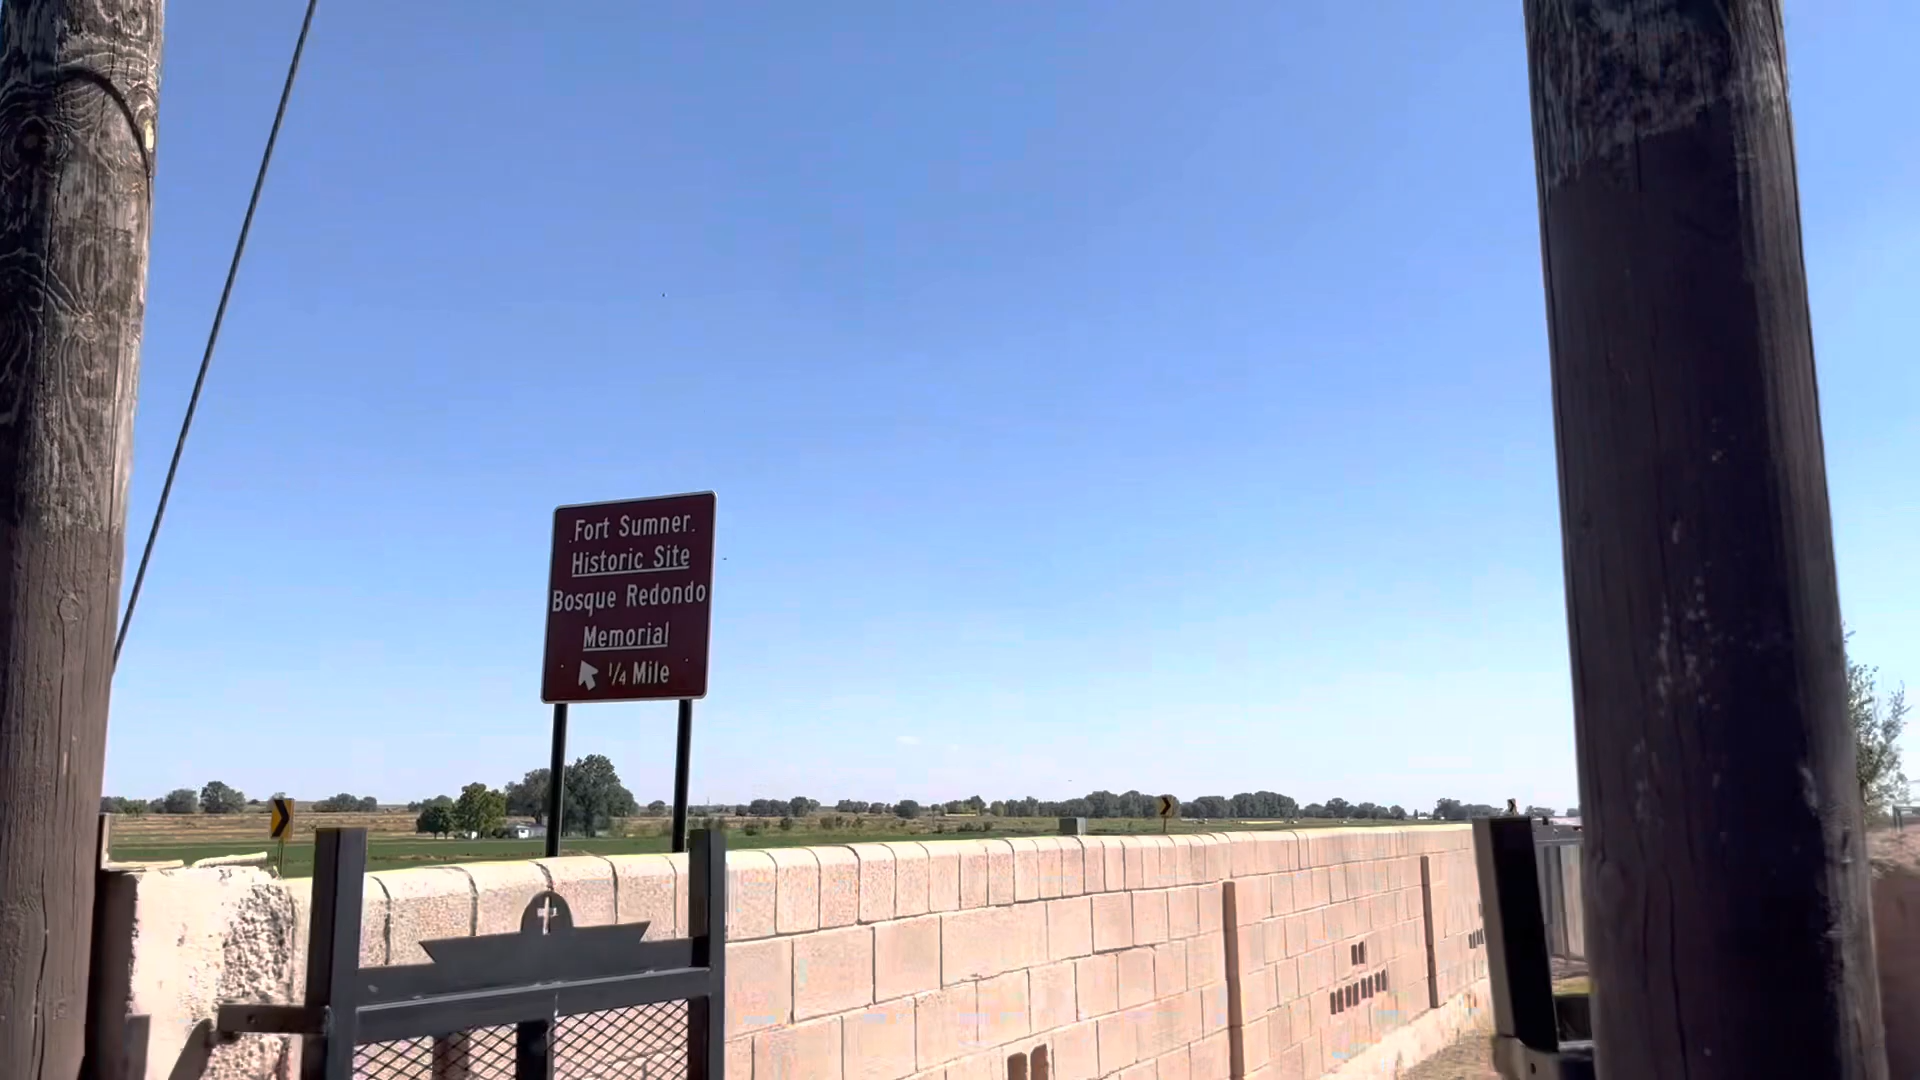 Fort Sumner
Historic Site
Bosque Redondo
Memorial
1/4 Mile